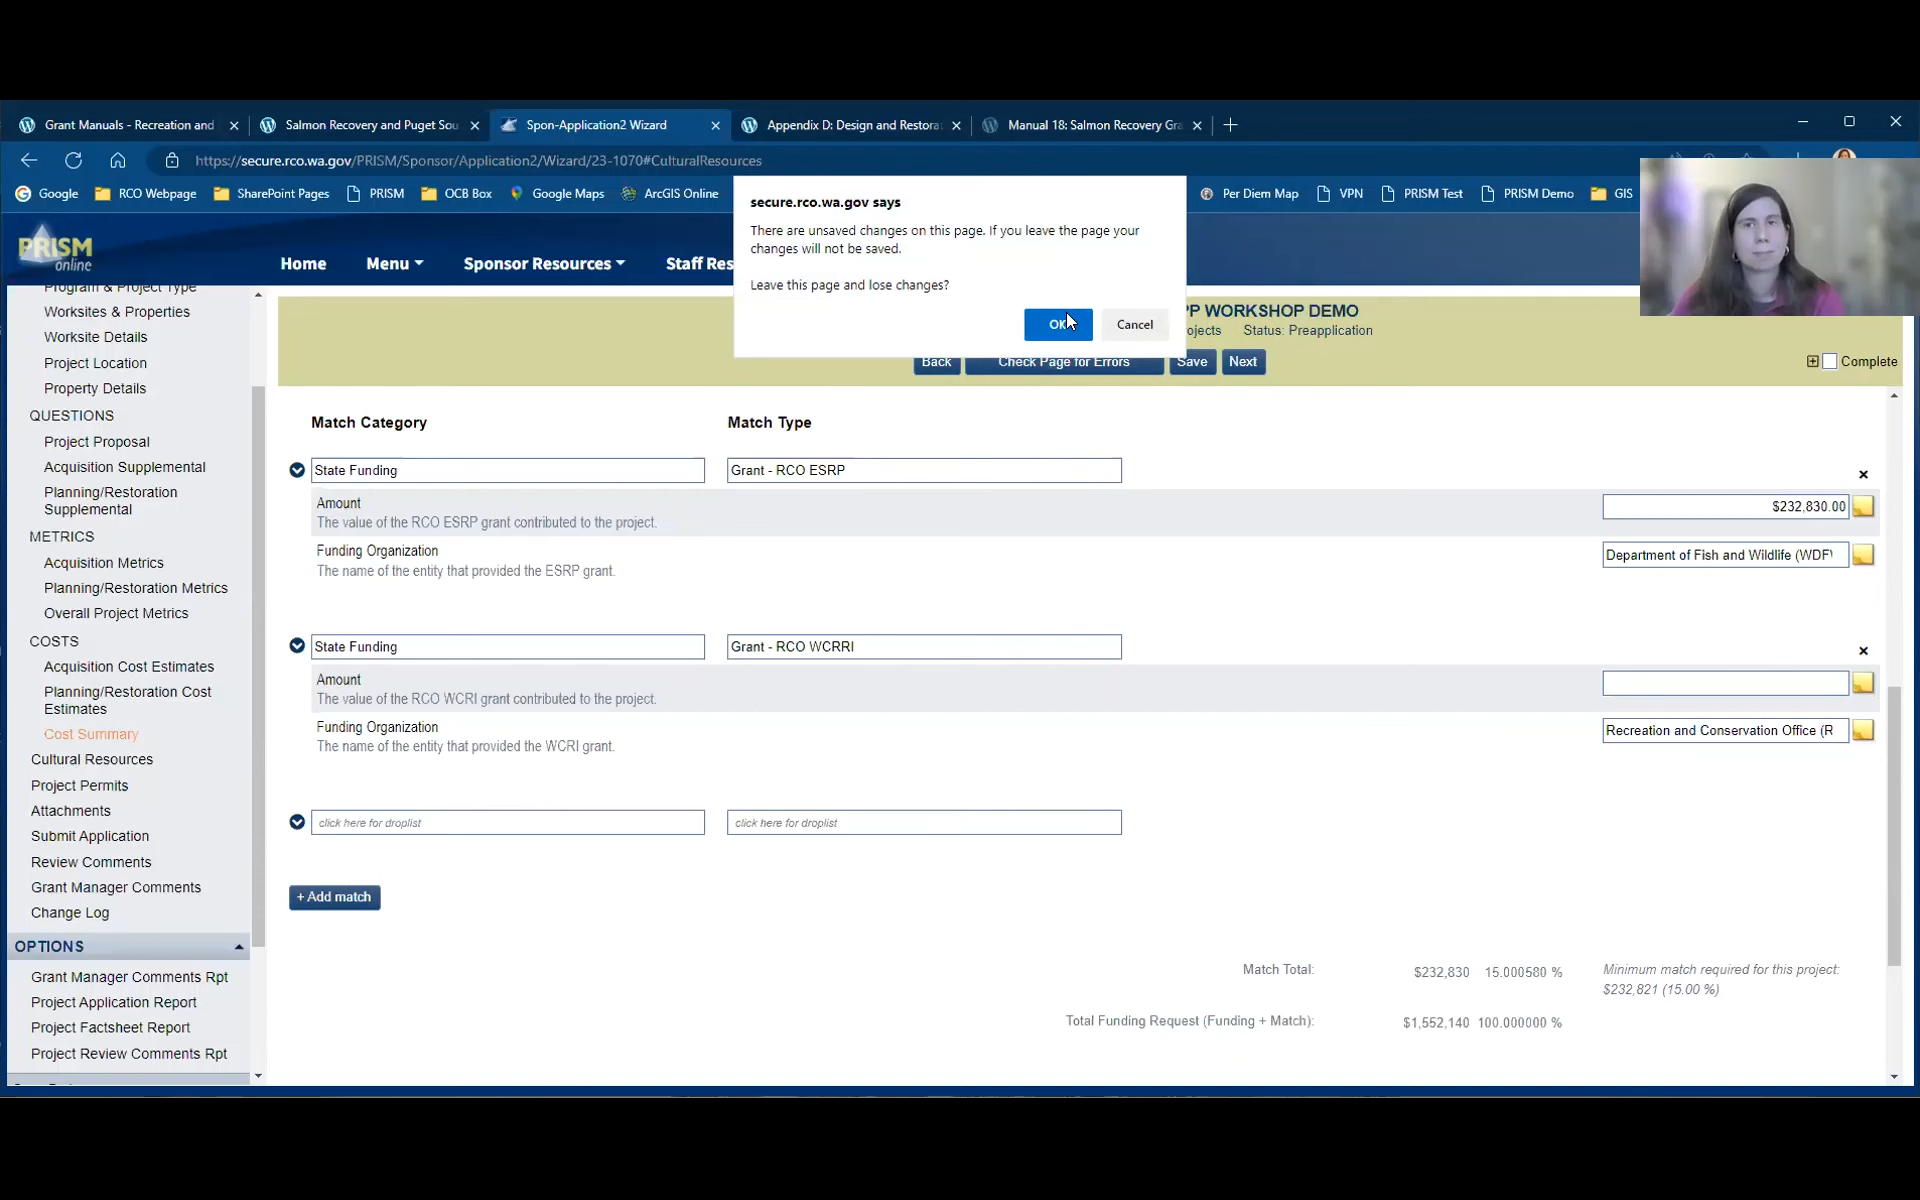 Grant Manuals - Recreation and
Salmon Recovery and Puget Sou
Spon-Application2 Wizard
Appendix D: Design and Restora
Manual 18: Salmon Recovery Gra
https://secure.rco.wa.gov/PRISM/Sponsor/Application2/Wizard/23-1070#CulturalResources
Google
RCO Webpage
SharePoint Pages
PRISM
OCB Box
Google Maps
ArcGIS Online
Per Diem Map
VPN
PRISM Test
PRISM Demo
GIS
secure.rco.wa.gov says
There are unsaved changes on this page. If you leave the page your
changes will not be saved.
Leave this page and lose changes?
OK
Cancel
PRISM
online
Home
Menu
Sponsor Resources
Staff Res
P WORKSHOP DEMO
ojects
Status: Preapplication
Back
Check Page for Errors
Save
Next
Complete
Program & Project Type
Worksites & Properties
Worksite Details
Project Location
Property Details
QUESTIONS
Project Proposal
Acquisition Supplemental
Planning/Restoration
Supplemental
METRICS
Acquisition Metrics
Planning/Restoration Metrics
Overall Project Metrics
COSTS
Acquisition Cost Estimates
Planning/Restoration Cost
Estimates
Cost Summary
Cultural Resources
Project Permits
Attachments
Submit Application
Review Comments
Grant Manager Comments
Change Log
OPTIONS
Grant Manager Comments Rpt
Project Application Report
Project Factsheet Report
Project Review Comments Rpt
Match Category
Match Type
State Funding
Grant - RCO ESRP
Amount
The value of the RCO ESRP grant contributed to the project.
$232,830.00
Funding Organization
The name of the entity that provided the ESRP grant.
Department of Fish and Wildlife (WDF
State Funding
Grant - RCO WCRRI
Amount
The value of the RCO WCRI grant contributed to the project.
Funding Organization
The name of the entity that provided the WCRI grant.
Recreation and Conservation Office (R
click here for droplist
click here for droplist
+ Add match
Match Total:
$232,830
15.000580 %
Minimum match required for this project:
$232,821 (15.00 %)
Total Funding Request (Funding + Match):
$1,552,140
100.000000 %